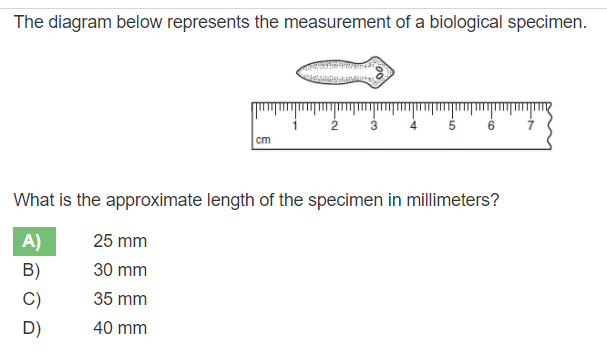 The diagram below represents the measurement of a biological specimen.
1 2 3 4 5 6 7
cm
What is the approximate length of the specimen in millimeters?
A) 25 mm
B) 30 mm
C) 35 mm
D) 40 mm